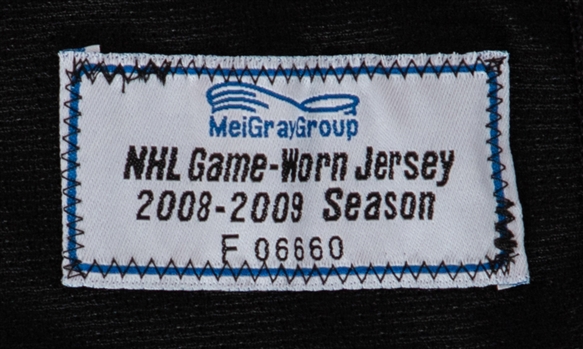 MeiGrayGroup
NHL Game-Worn Jersey
2008-2009 Season
F 06660